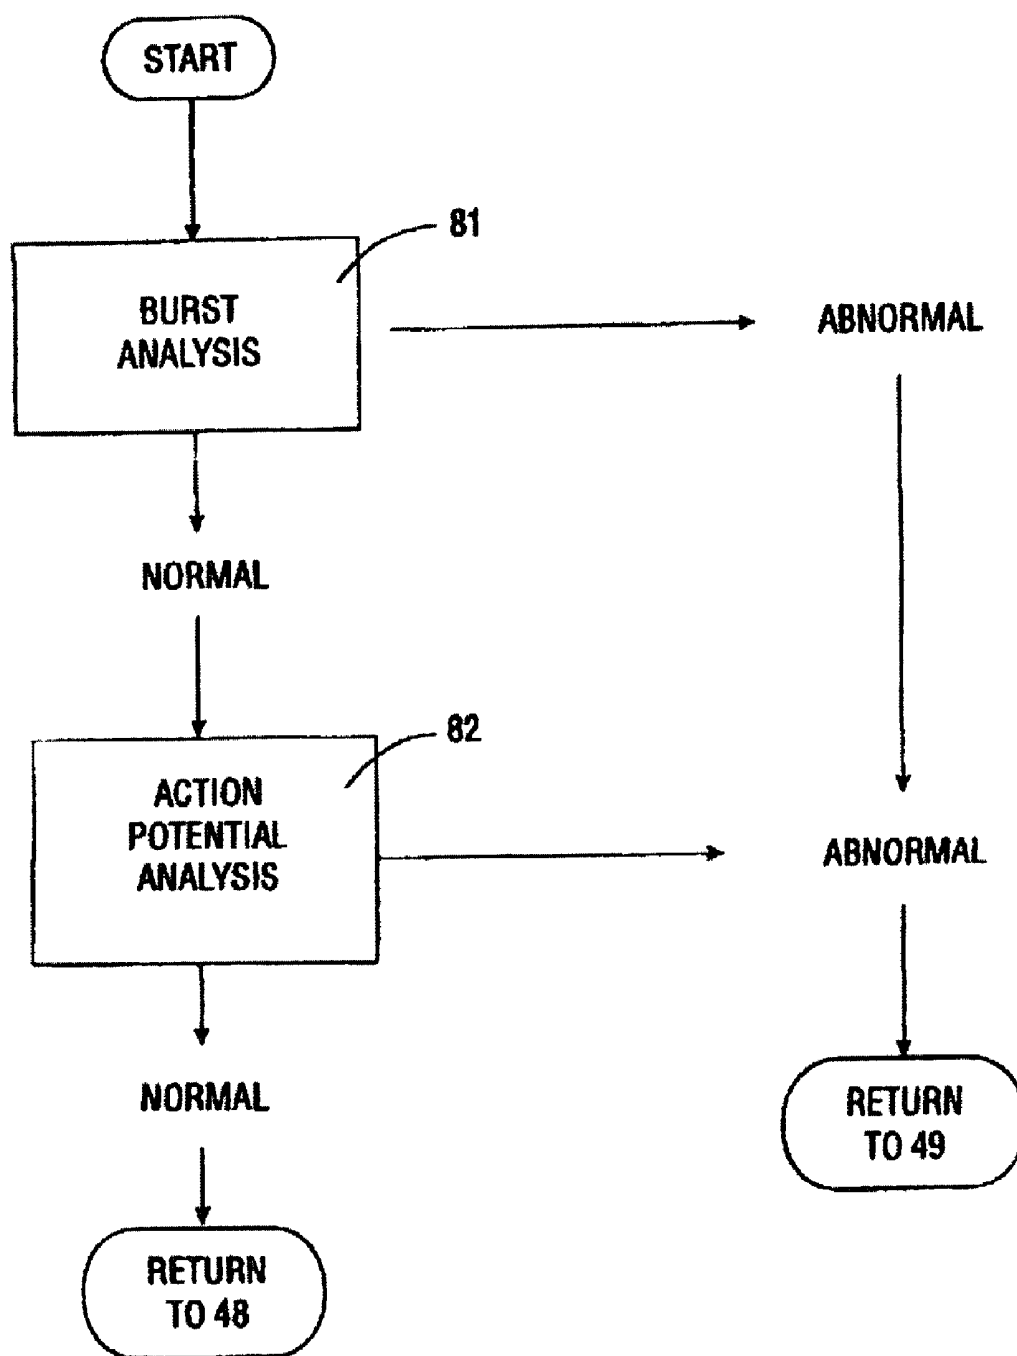 START
81
BURST
ANALYSIS
ABNORMAL
NORMAL
82
ACTION
POTENTIAL
ANALYSIS
ABNORMAL
NORMAL
RETURN
TO 49
RETURN
TO 48